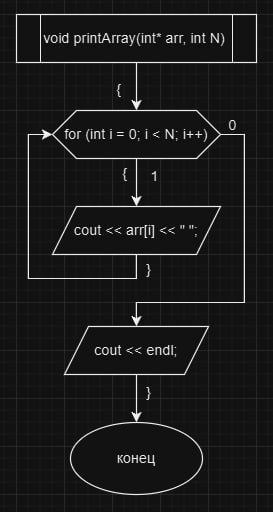 void printArray(int* arr, int N)
{
for (int i = 0; i < N; i++)
0
{
1
cout << arr[i] << " ";
}
cout << endl;
}
конец